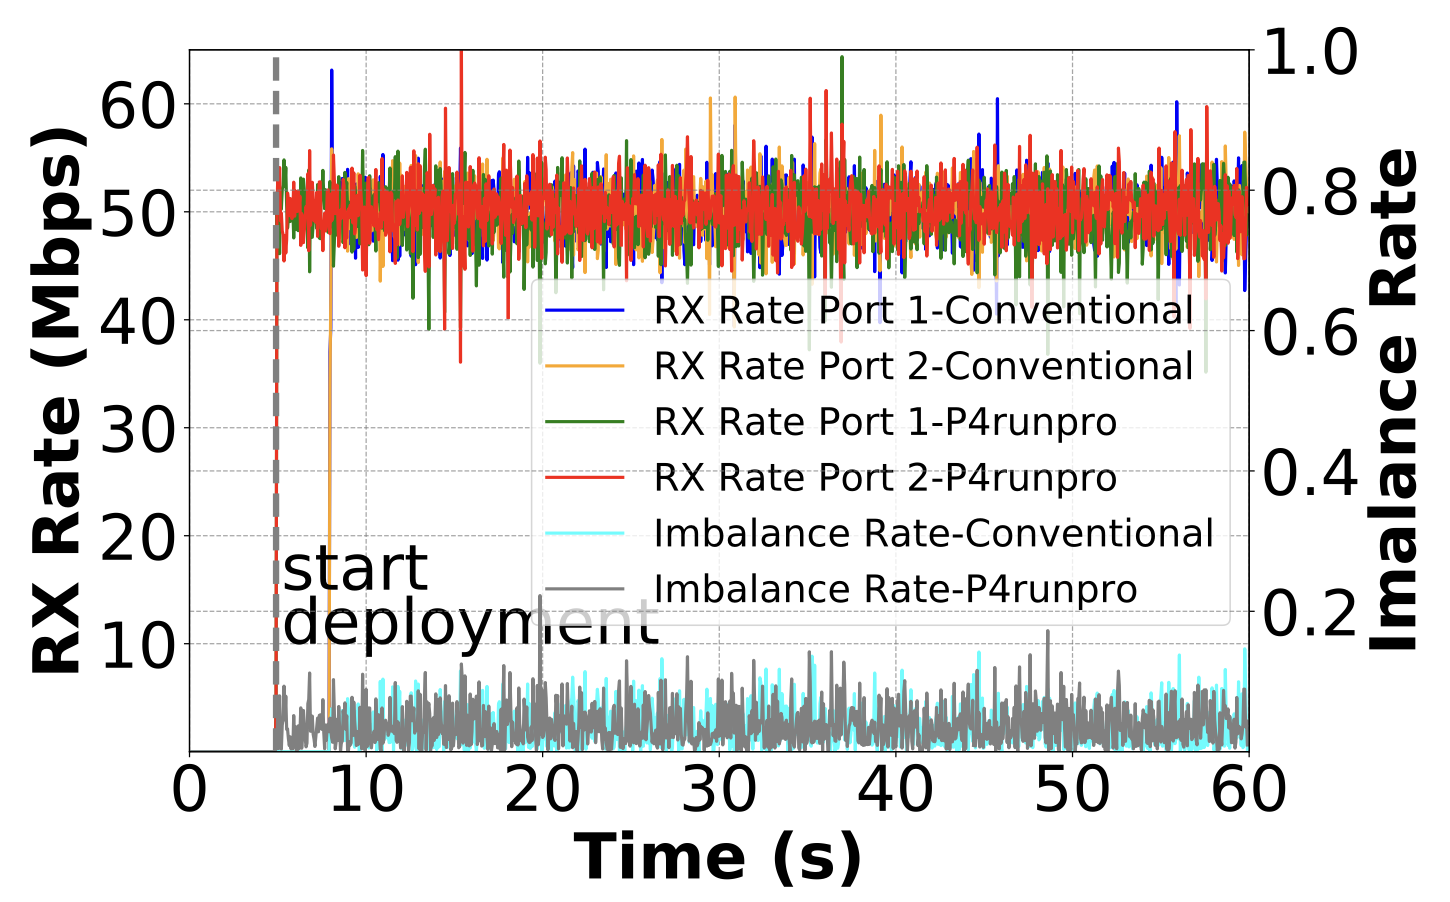 RX Rate (Mbps)
60
50
40
30
20
10
start
deployment
RX Rate Port 1-Conventional
RX Rate Port 2-Conventional
RX Rate Port 1-P4runpro
RX Rate Port 2-P4runpro
Imbalance Rate-Conventional
Imbalance Rate-P4runpro
1.0
0.8
0.6
0.4
0.2
Imalance Rate
0 10 20 30 40 50 60
Time (s)